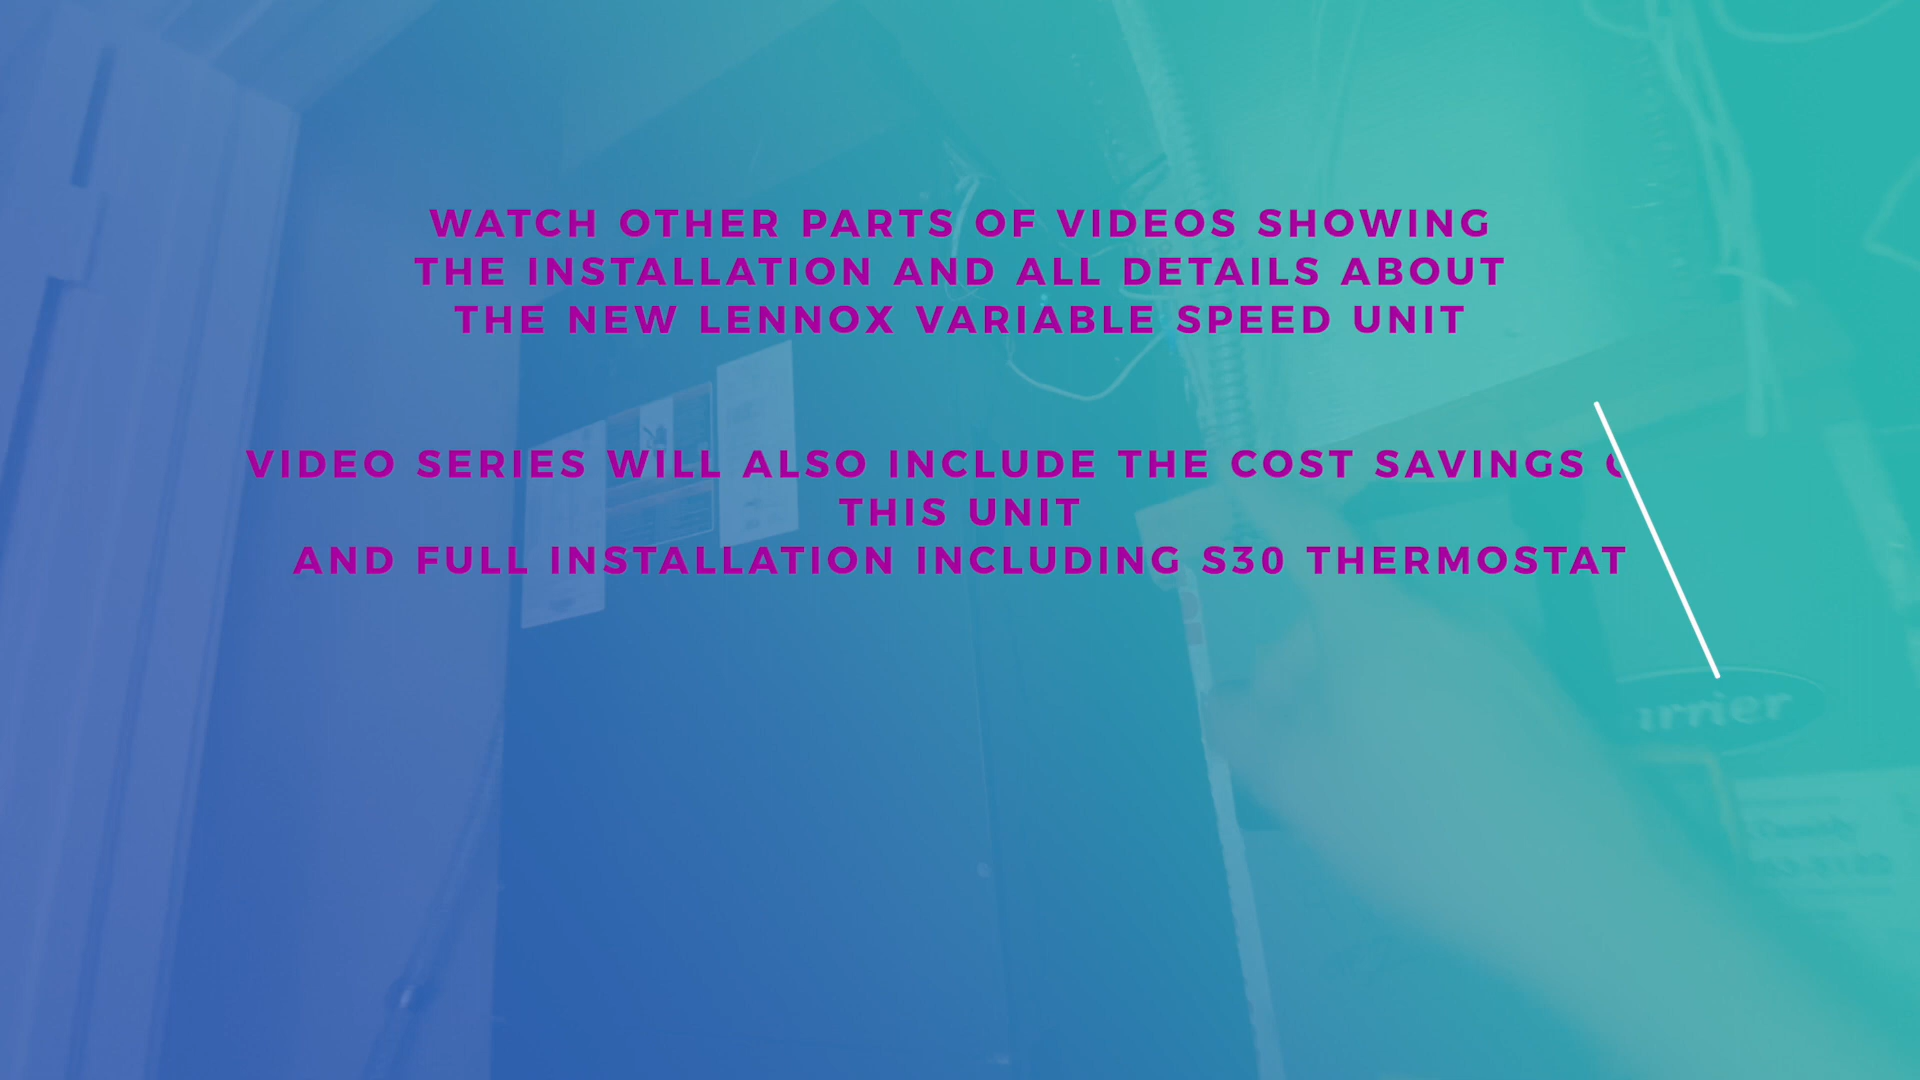 WATCH OTHER PARTS OF VIDEOS SHOWING
THE INSTALLATION AND ALL DETAILS ABOUT
THE NEW LENNOX VARIABLE SPEED UNIT
VIDEO SERIES WILL ALSO INCLUDE THE COST SAVINGS
THIS UNIT
AND FULL INSTALLATION INCLUDING S30 THERMOSTAT
arrier